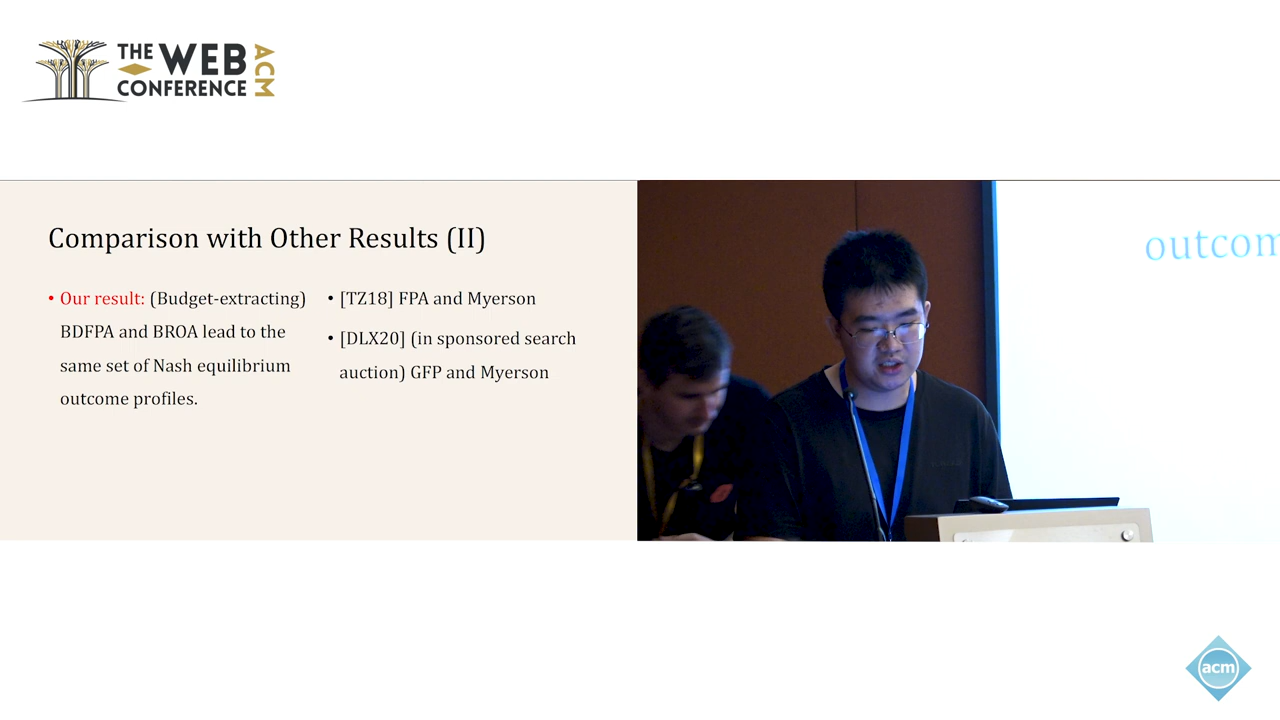 THE WEB CONFERENCE ACM
Comparison with Other Results (II)
• Our result: (Budget-extracting)
BDFPA and BROA lead to the
same set of Nash equilibrium
outcome profiles.
• [TZ18] FPA and Myerson
• [DLX20] (in sponsored search
auction) GFP and Myerson
outcom
acm